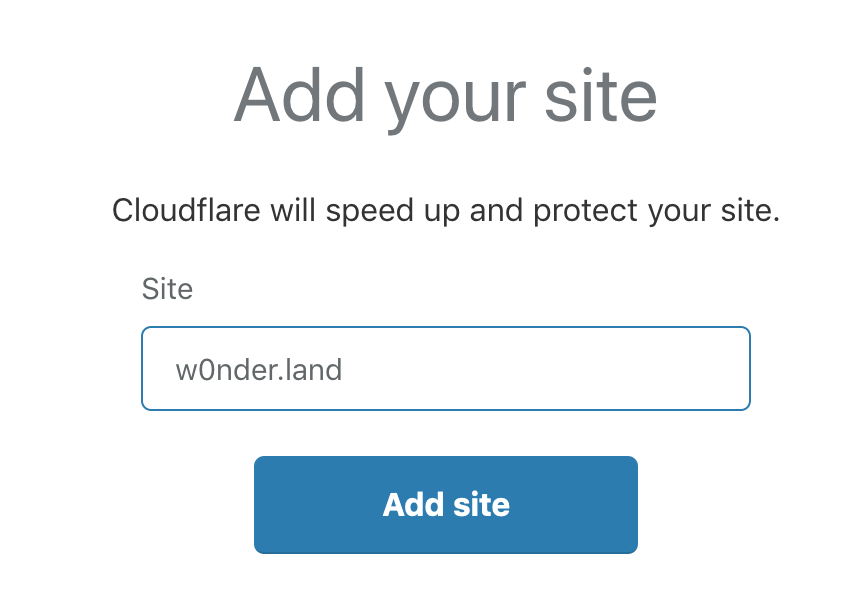 Add your site
Cloudflare will speed up and protect your site.
Site
w0nder.land
Add site